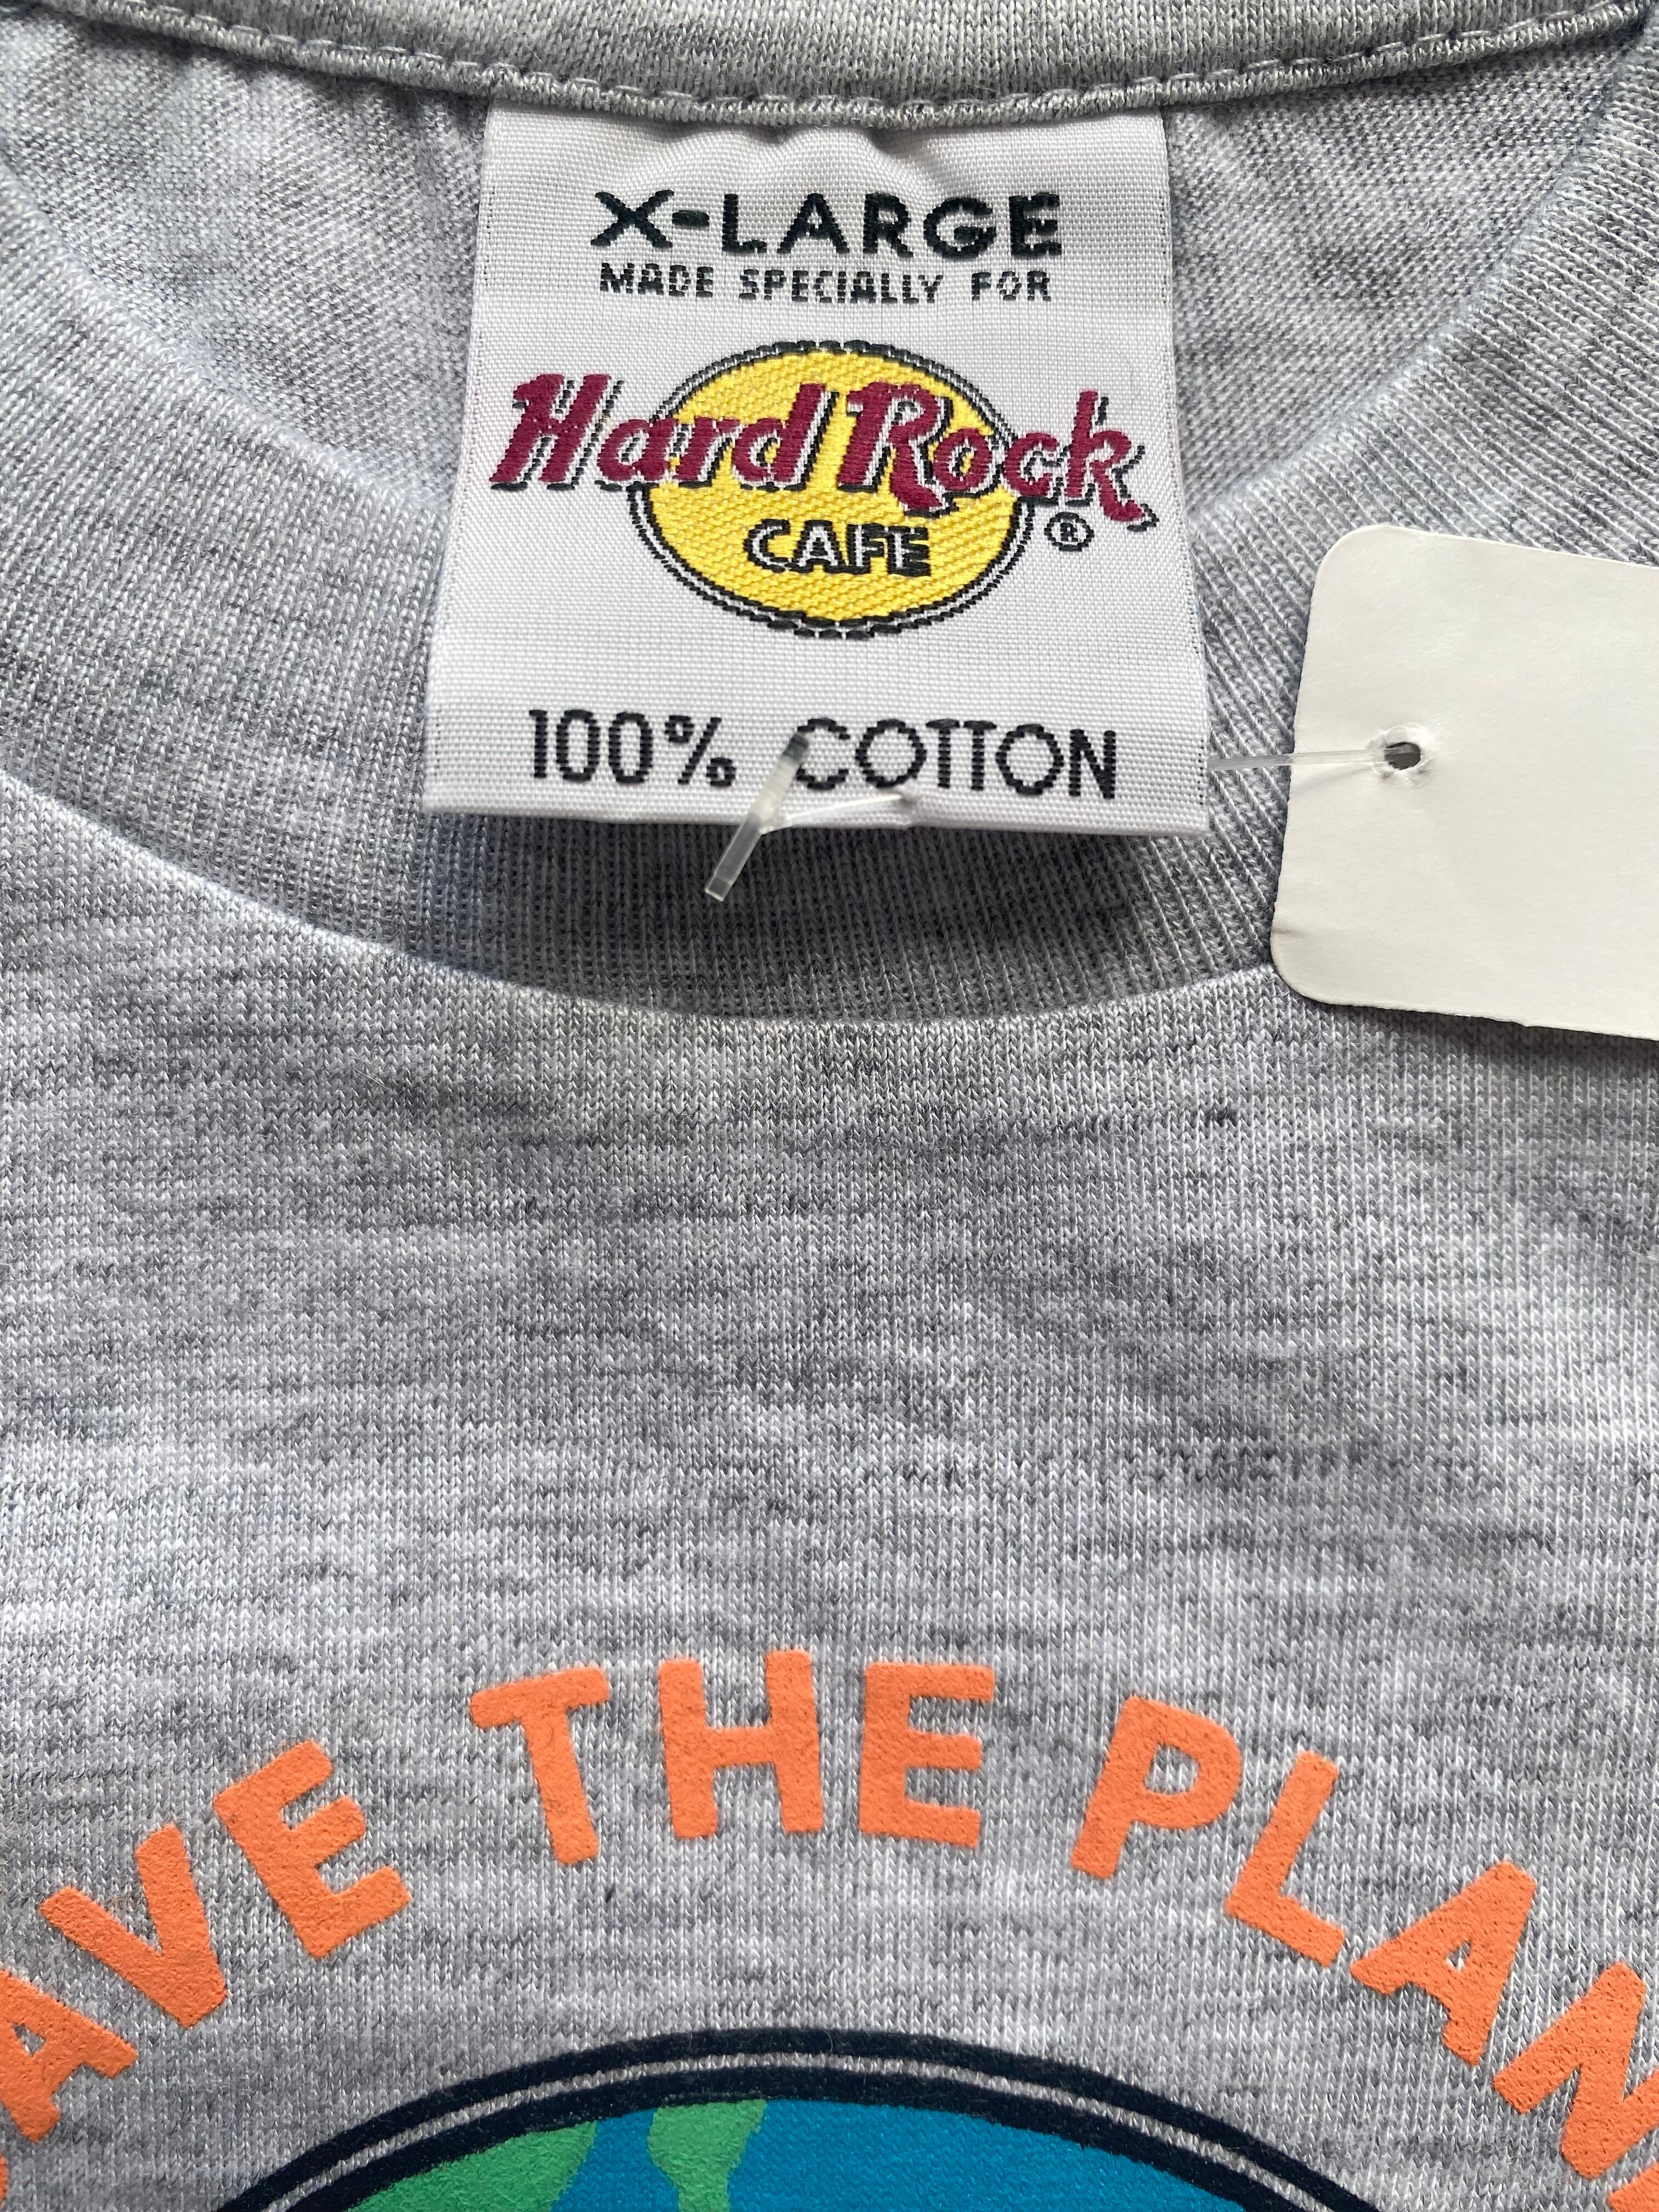 X-LARGE
MADE SPECIALLY FOR
Hard Rock
CAFE
®
100% COTTON
AVE THE PLAN